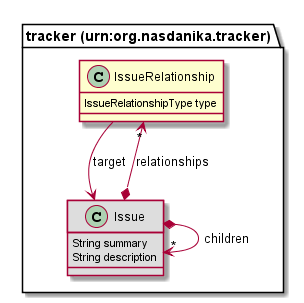 tracker (urn:org.nasdanika.tracker)
C IssueRelationship
IssueRelationshipType type
*
target relationships
C Issue
String summary
String description
children
*